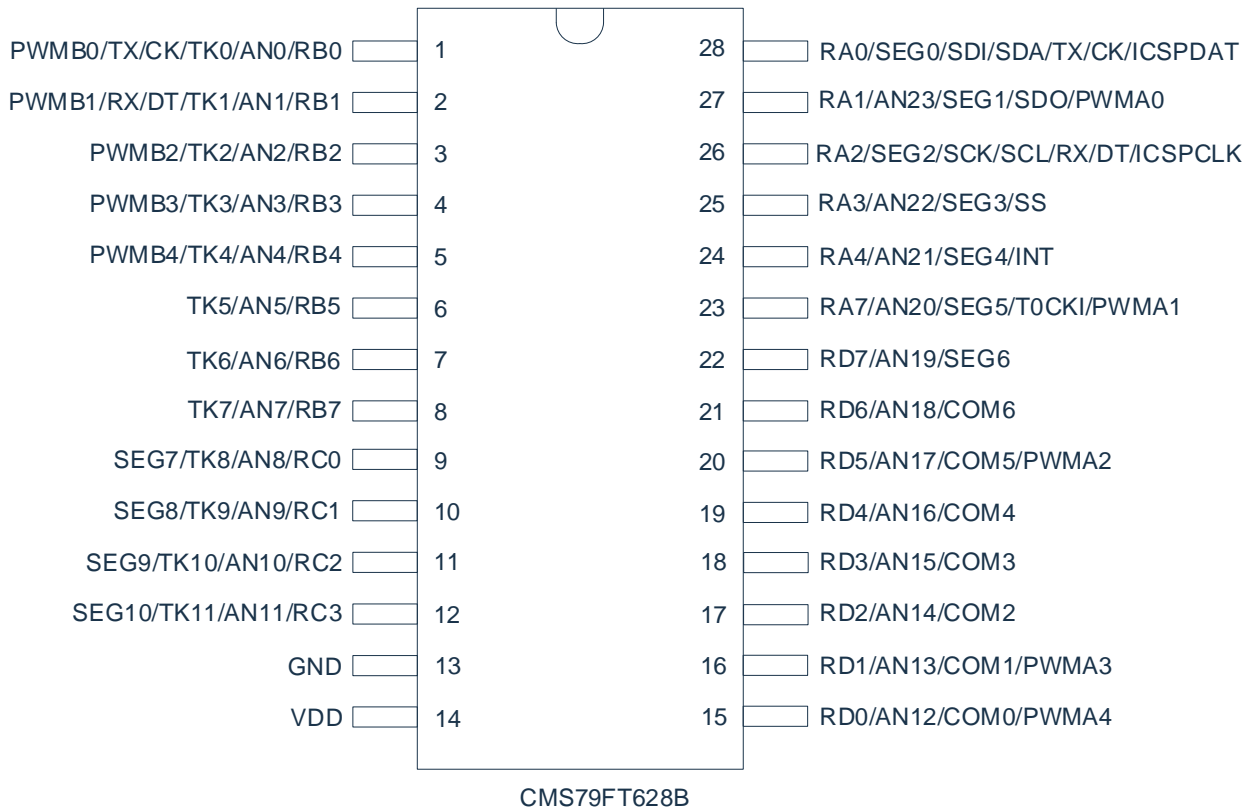 PWMB0/TX/CK/TK0/AN0/RB0 1 28 RA0/SEG0/SDI/SDA/TX/CK/ICSPDAT
PWMB1/RX/DT/TK1/AN1/RB1 2 27 RA1/AN23/SEG1/SDO/PWMA0
PWMB2/TK2/AN2/RB2 3 26 RA2/SEG2/SCK/SCL/RX/DT/ICSPCLK
PWMB3/TK3/AN3/RB3 4 25 RA3/AN22/SEG3/SS
PWMB4/TK4/AN4/RB4 5 24 RA4/AN21/SEG4/INT
TK5/AN5/RB5 6 23 RA7/AN20/SEG5/T0CKI/PWMA1
TK6/AN6/RB6 7 22 RD7/AN19/SEG6
TK7/AN7/RB7 8 21 RD6/AN18/COM6
SEG7/TK8/AN8/RC0 9 20 RD5/AN17/COM5/PWMA2
SEG8/TK9/AN9/RC1 10 19 RD4/AN16/COM4
SEG9/TK10/AN10/RC2 11 18 RD3/AN15/COM3
SEG10/TK11/AN11/RC3 12 17 RD2/AN14/COM2
GND 13 16 RD1/AN13/COM1/PWMA3
VDD 14 15 RD0/AN12/COM0/PWMA4
CMS79FT628B